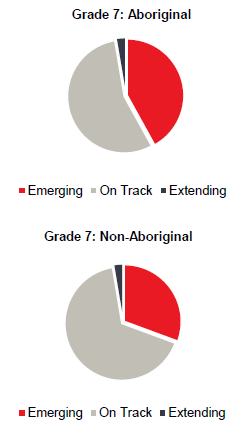 Grade 7: Aboriginal
Emerging On Track Extending
Grade 7: Non-Aboriginal
Emerging On Track Extending